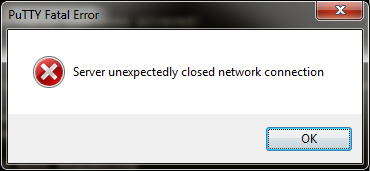 PuTTY Fatal Error
Server unexpectedly closed network connection
OK